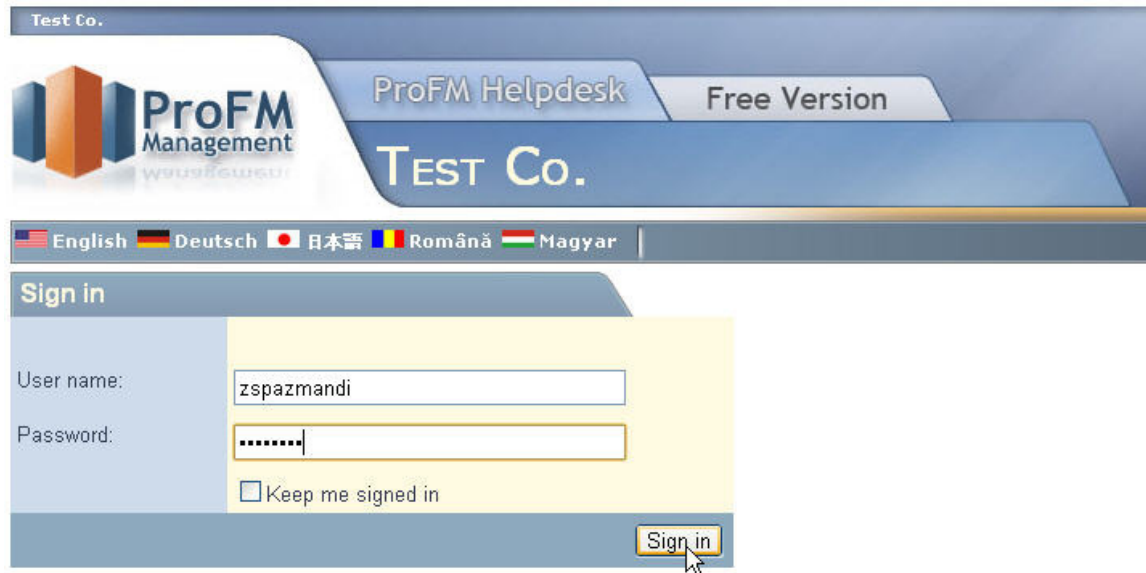 Test Co.
ProFM
Management
ProFM Helpdesk
Free Version
TEST CO.
English Deutsch 日本語 Română Magyar
Sign in
User name:
zspazmandi
Password:
••••••••
Keep me signed in
Sign in